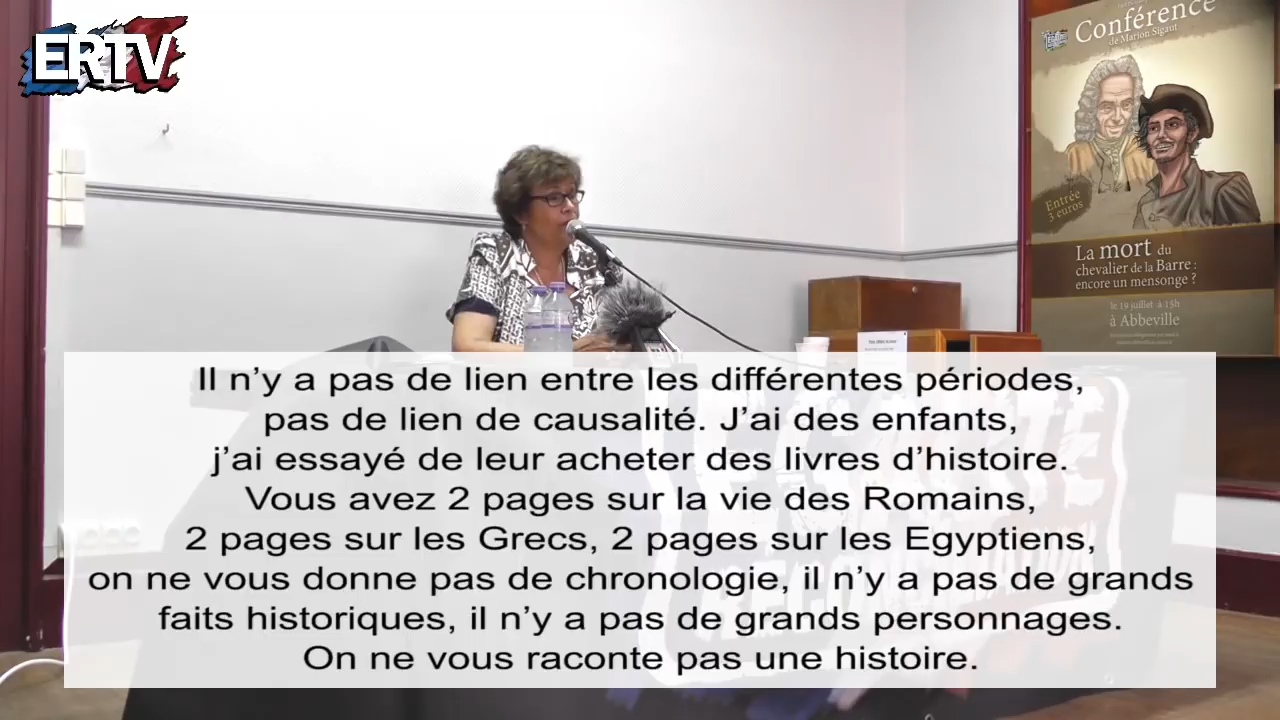 ERTV
Conférence
de Marion Sigaut
Entrée
3 euros
La mort du
chevalier de la Barre :
encore un mensonge ?
le 19 juillet à 15h
à Abbeville
Il n’y a pas de lien entre les différentes périodes,
pas de lien de causalité. J’ai des enfants,
j’ai essayé de leur acheter des livres d’histoire.
Vous avez 2 pages sur la vie des Romains,
2 pages sur les Grecs, 2 pages sur les Egyptiens,
on ne vous donne pas de chronologie, il n’y a pas de grands
faits historiques, il n’y a pas de grands personnages.
On ne vous raconte pas une histoire.